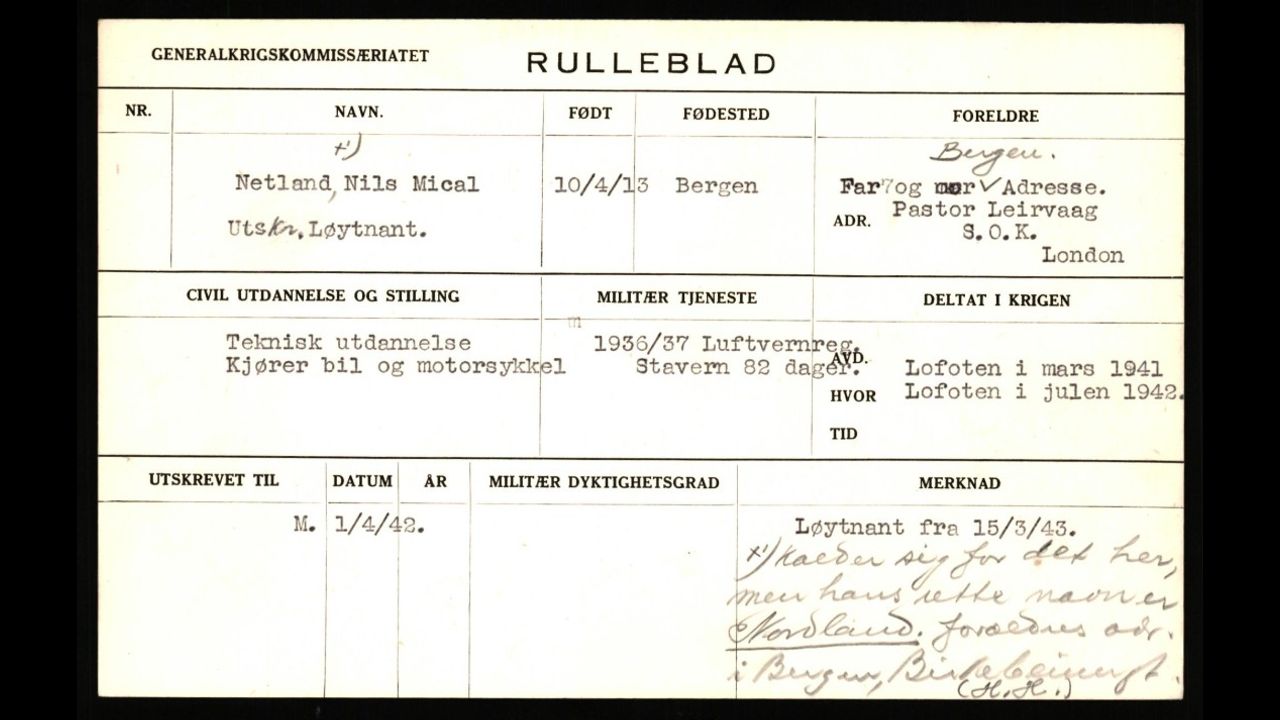 GENERALKRIGSKOMMISSÆRIATET
RULLEBLAD
NR.
NAVN.
FØDT
FØDESTED
FORELDRE
x')
Netland, Nils Mical
Utskr. Løytnant.
10/4/13
Bergen
Bergen.
Far og mor Adresse.
ADR. Pastor Leirvaag
S.O.K.
London
CIVIL UTDANNELSE OG STILLING
MILITÆR TJENESTE
DELTAT I KRIGEN
Teknisk utdannelse
Kjører bil og motorsykkel
m
1936/37 Luftvernreg.
Stavern 82 dager.
AVD.
HVOR
TID
Lofoten i mars 1941
Lofoten i julen 1942.
UTSKREVET TIL
DATUM
ÅR
MILITÆR DYKTIGHETSGRAD
MERKNAD
M. 1/4/42.
Løytnant fra 15/3/43.
x') Kalder sig for det her,
men hans rette navn er
Nordland. forældres adr.
i Bergen, Birkebeinergt.
(H.H.)